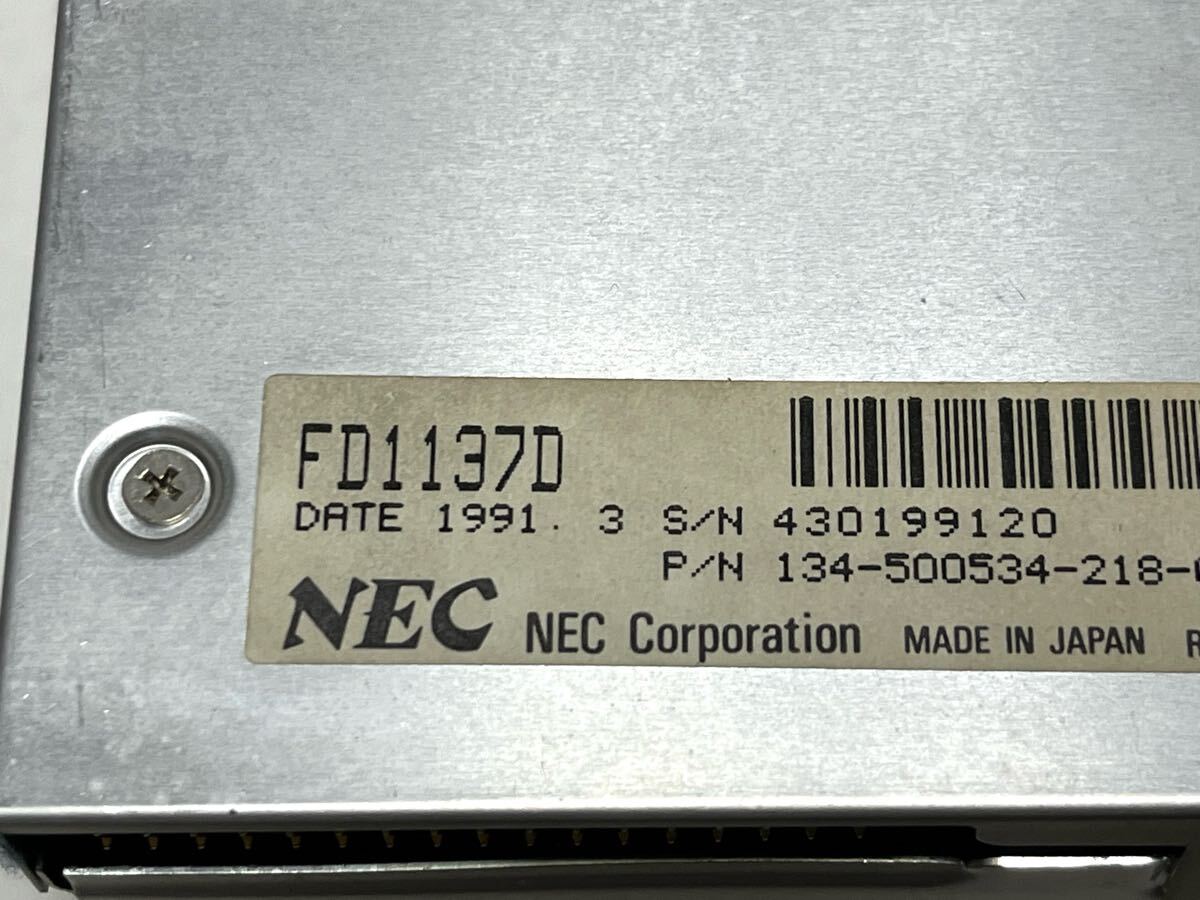 FD1137D
DATE 1991. 3 S/N 430199120
P/N 134-500534-218-
NEC NEC Corporation MADE IN JAPAN